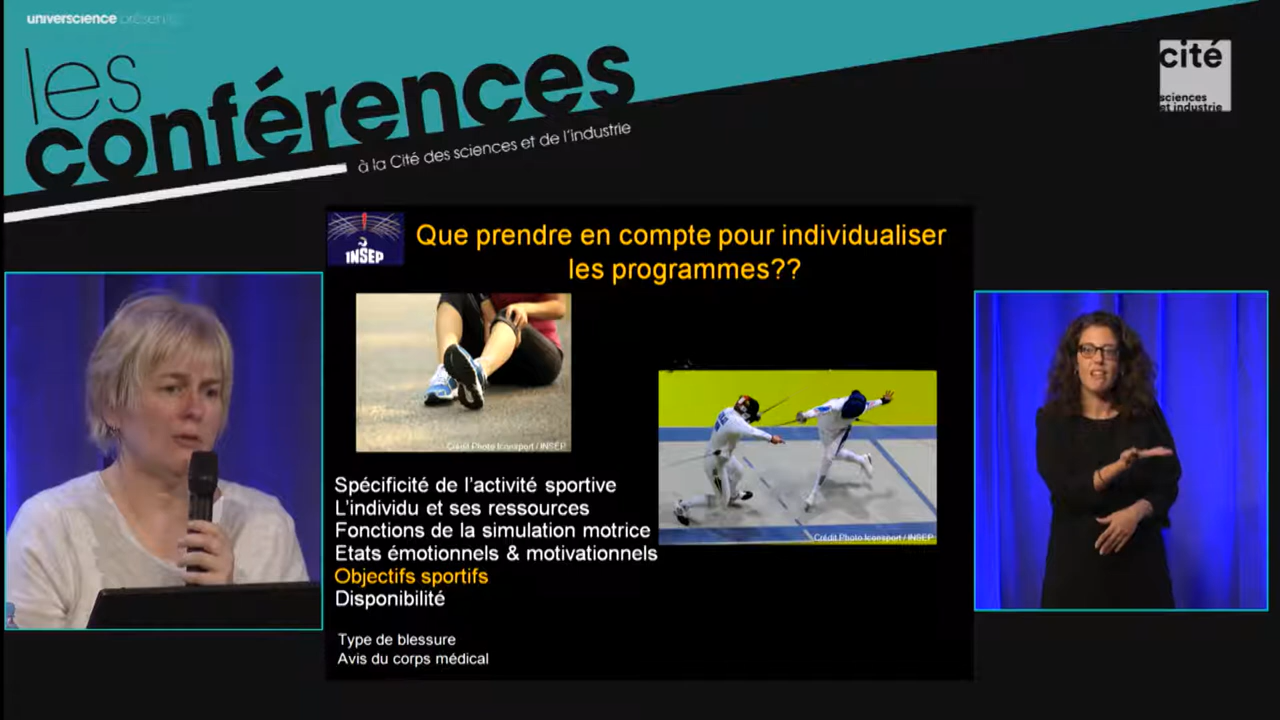 universcience présente
les
conférences
à la Cité des sciences et de l'industrie
cité
sciences
et industrie
INSEP
Que prendre en compte pour individualiser
les programmes??
Crédit Photo Iconsport / INSEP
Crédit Photo Iconsport / INSEP
Spécificité de l'activité sportive
L'individu et ses ressources
Fonctions de la simulation motrice
Etats émotionnels & motivationnels
Objectifs sportifs
Disponibilité
Type de blessure
Avis du corps médical